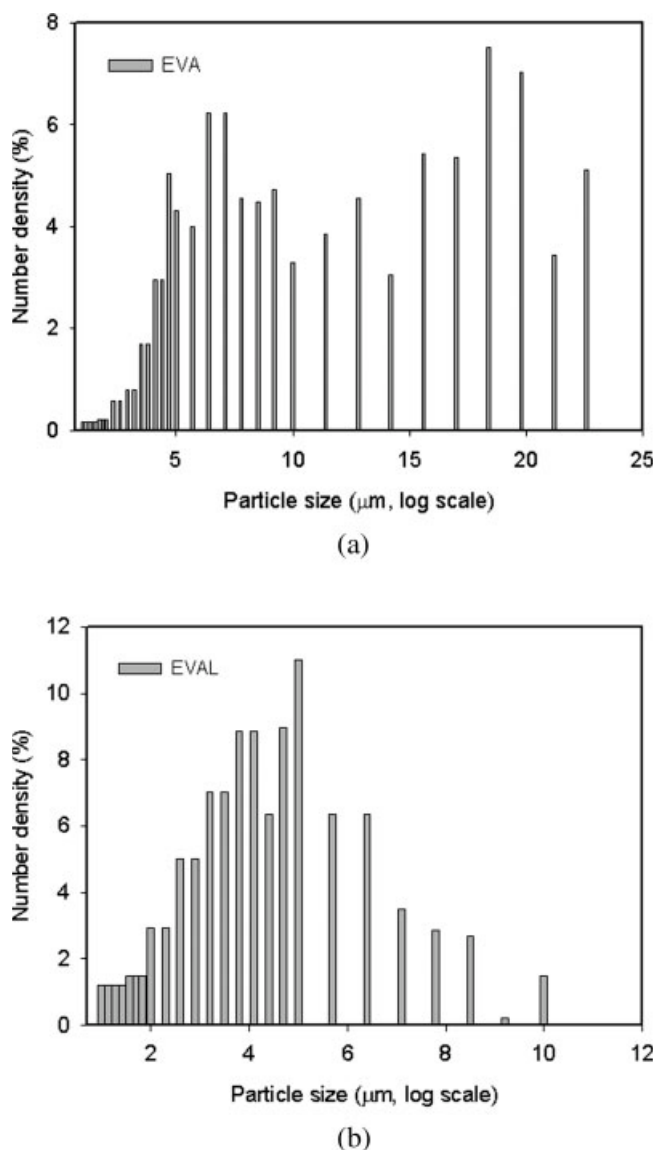 8
EVA
6
4
2
0
Number density (%)
5 10 15 20 25
Particle size (μm, log scale)
(a)
12
EVAL
10
8
6
4
2
0
Number density (%)
2 4 6 8 10 12
Particle size (μm, log scale)
(b)